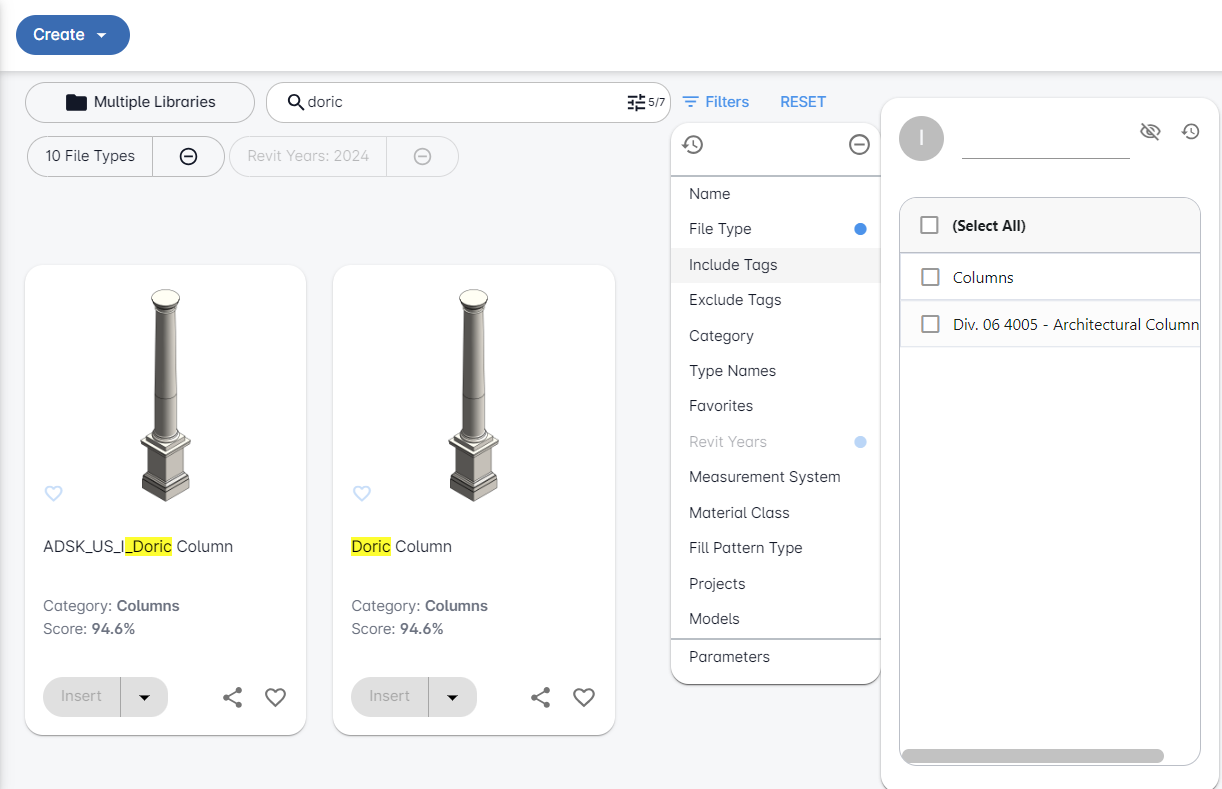 Create
Multiple Libraries
doric
5/7
Filters
RESET
10 File Types
Revit Years: 2024
I
Name
File Type
Include Tags
Exclude Tags
Category
Type Names
Favorites
Revit Years
Measurement System
Material Class
Fill Pattern Type
Projects
Models
Parameters
(Select All)
Columns
Div. 06 4005 - Architectural Column
ADSK_US_I_Doric Column
Category: Columns
Score: 94.6%
Insert
Doric Column
Category: Columns
Score: 94.6%
Insert